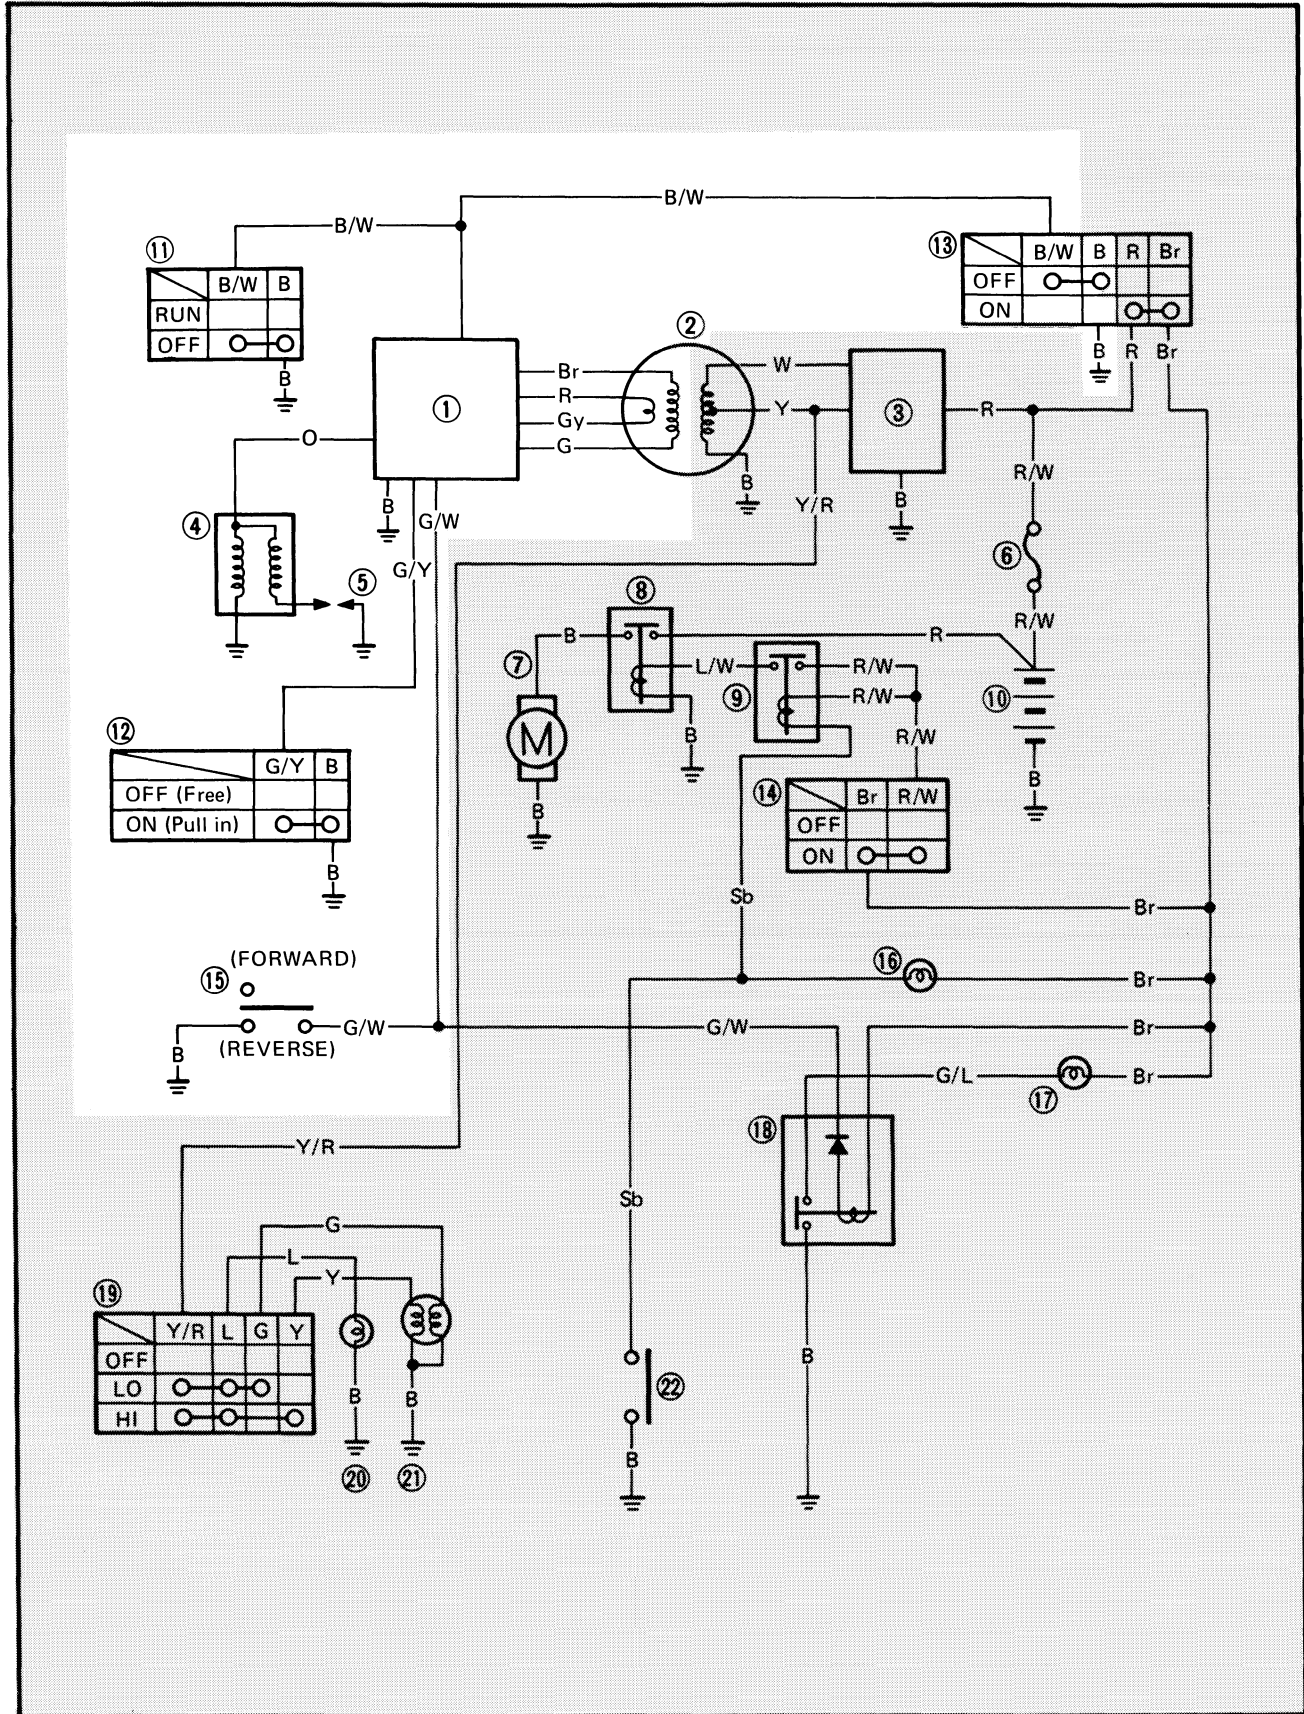 B/W
B/W
⑪
B/W B
RUN
OFF
B
⑬
B/W B R Br
OFF
ON
B R Br
②
①
Br
R
Gy
G
W
Y
③
R
B
B
Y/R
O
B
G/W
G/Y
④
⑤
R/W
⑥
R/W
⑧
B
R
⑦
M
B
L/W
R/W
⑨
R/W
B
R/W
⑩
B
⑫
G/Y B
OFF (Free)
ON (Pull in)
B
⑭
Br R/W
OFF
ON
Sb
Br
(FORWARD)
⑮
G/W
(REVERSE)
B
⑯
Br
G/W
Br
G/L
⑰
Br
⑱
Y/R
Sb
G
L
Y
⑲
Y/R L G Y
OFF
LO
HI
B
B
⑳
㉑
㉒
B
B